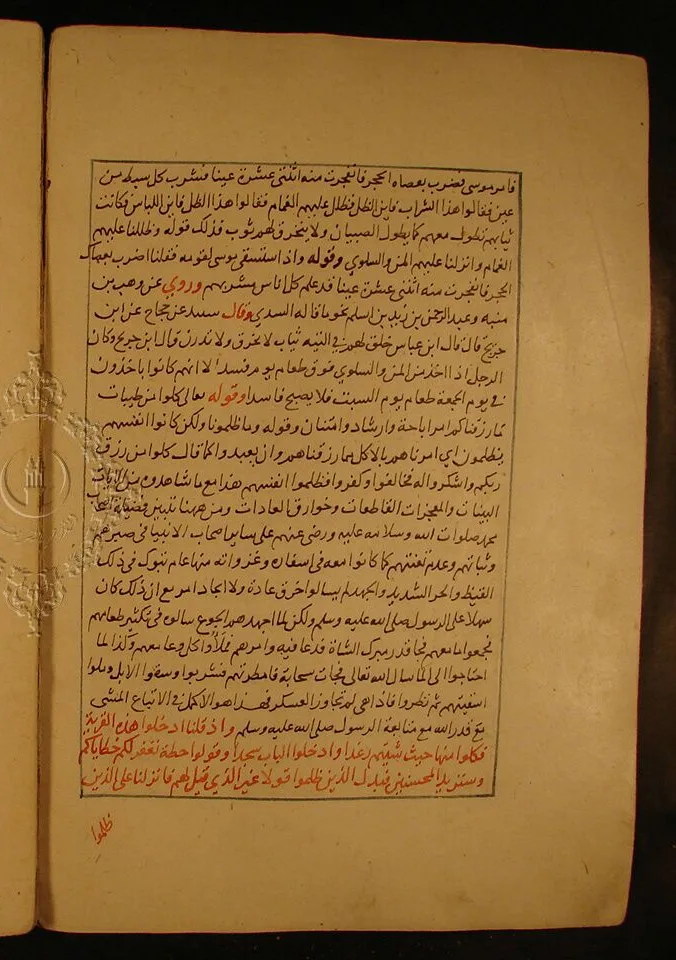 فامر موسى فضرب بعصاه الحجر فانفجرت منه اثنتي عشرة عينا فشرب كل سبط من
عين فقالوا هذا الشراب فاين الظل فظلل عليهم الغمام فقالوا هذا الظل فاين اللباس فكانت
ثيابهم تطول معهم كما يطول الصبيان ولا ينخرق لهم ثوب فذلك قوله وظللنا عليهم
الغمام وانزلنا عليهم المن والسلوي وقوله واذ استسقى موسى لقومه فقلنا اضرب بعصاك
الحجر فانفجرت منه اثنتى عشرة عينا قد علم كل اناس مشربهم وروي عن وهب بن
منبه وعبد الرحمن بن زيد بن اسلم نحو ما قاله السدي وقال سنيد عن حجاج عن ابن
جريج قال قال ابن عباس خلق لهم في التيه ثياب لا تخرق ولا تدرن قال ابن جريج وكان
الرجل اذا اخذ من المن والسلوي فوق طعام يوم فسد الا انهم كانوا ياخذون
في يوم الجمعة طعام يوم السبت فلا يصبح فاسدا وقوله تعالى كلوا من طيبات
ما رزقناكم امر اباحة وارشاد وامتنان وقوله وما ظلمونا ولكن كانوا انفسهم
يظلمون اي امرناهم بالاكل مما رزقناهم وان يعبدوا كما قال كلوا من رزق
ربكم واشكروا له فخالفوا وكفروا فظلموا انفسهم هذا مع ما شاهدوه من الايات
البينات والمعجزات القاطعات وخوارق العادات ومن ههنا تتبين فضيلة اصحاب
محمد صلوات الله وسلامه عليه ورضى عنهم على ساير اصحاب الانبيا في صبرهم
وثباتهم وعدم تعنتهم كما كانوا معه في اسفاره وغزواته منها عام تبوك في ذلك
القيظ والحر الشديد والجهد لم يسالوا خرق عادة ولا ايجاد امر مع ان ذلك كان
سهلا على الرسول صلى الله عليه وسلم ولكن لما اجهدهم الجوع سالوه في تكثير طعامهم
فجمعوا ما معهم فجا قدر مبرك الشاة فدعا فيه وامرهم فملأوا كل وعا معهم وكذا لما
احتاجوا الى الما سال الله تعالى فجات سحابة فامطرتهم فشربوا وسقوا الابل وملوا
اسقيتهم ثم نظروا فاذا هي لم تجاوز العسكر فهذا هو الاكمل في الاتباع المشى
مع قدر الله مع متابعة الرسول صلى الله عليه وسلم واذ قلنا ادخلوا هذه القرية
فكلوا منها حيث شيتم رغدا وادخلوا الباب سجدا وقولوا حطة نغفر لكم خطاياكم
وسنزيد المحسنين فبدل الذين ظلموا قولا غير الذي قيل لهم فانزلنا على الذين
ظلموا